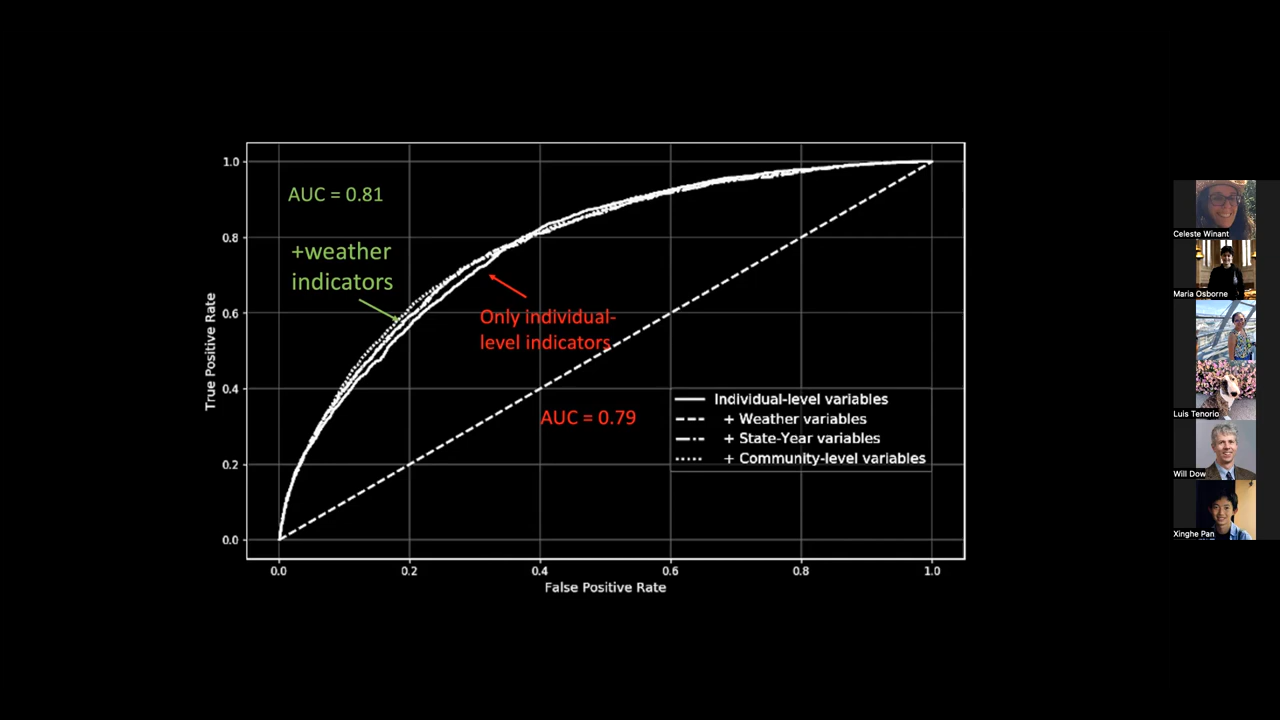 AUC = 0.81
+weather
indicators
Only individual-
level indicators
AUC = 0.79
Individual-level variables
+ Weather variables
+ State-Year variables
+ Community-level variables
True Positive Rate
1.0
0.8
0.6
0.4
0.2
0.0
0.0
0.2
0.4
0.6
0.8
1.0
False Positive Rate
Celeste Winant
Maria Osborne
Luis Tenorio
Will Dow
Xinghe Pan